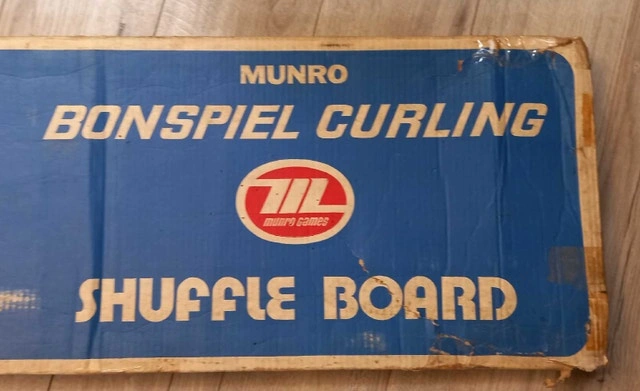 MUNRO
BONSPIEL CURLING
munro games
SHUFFLE BOARD